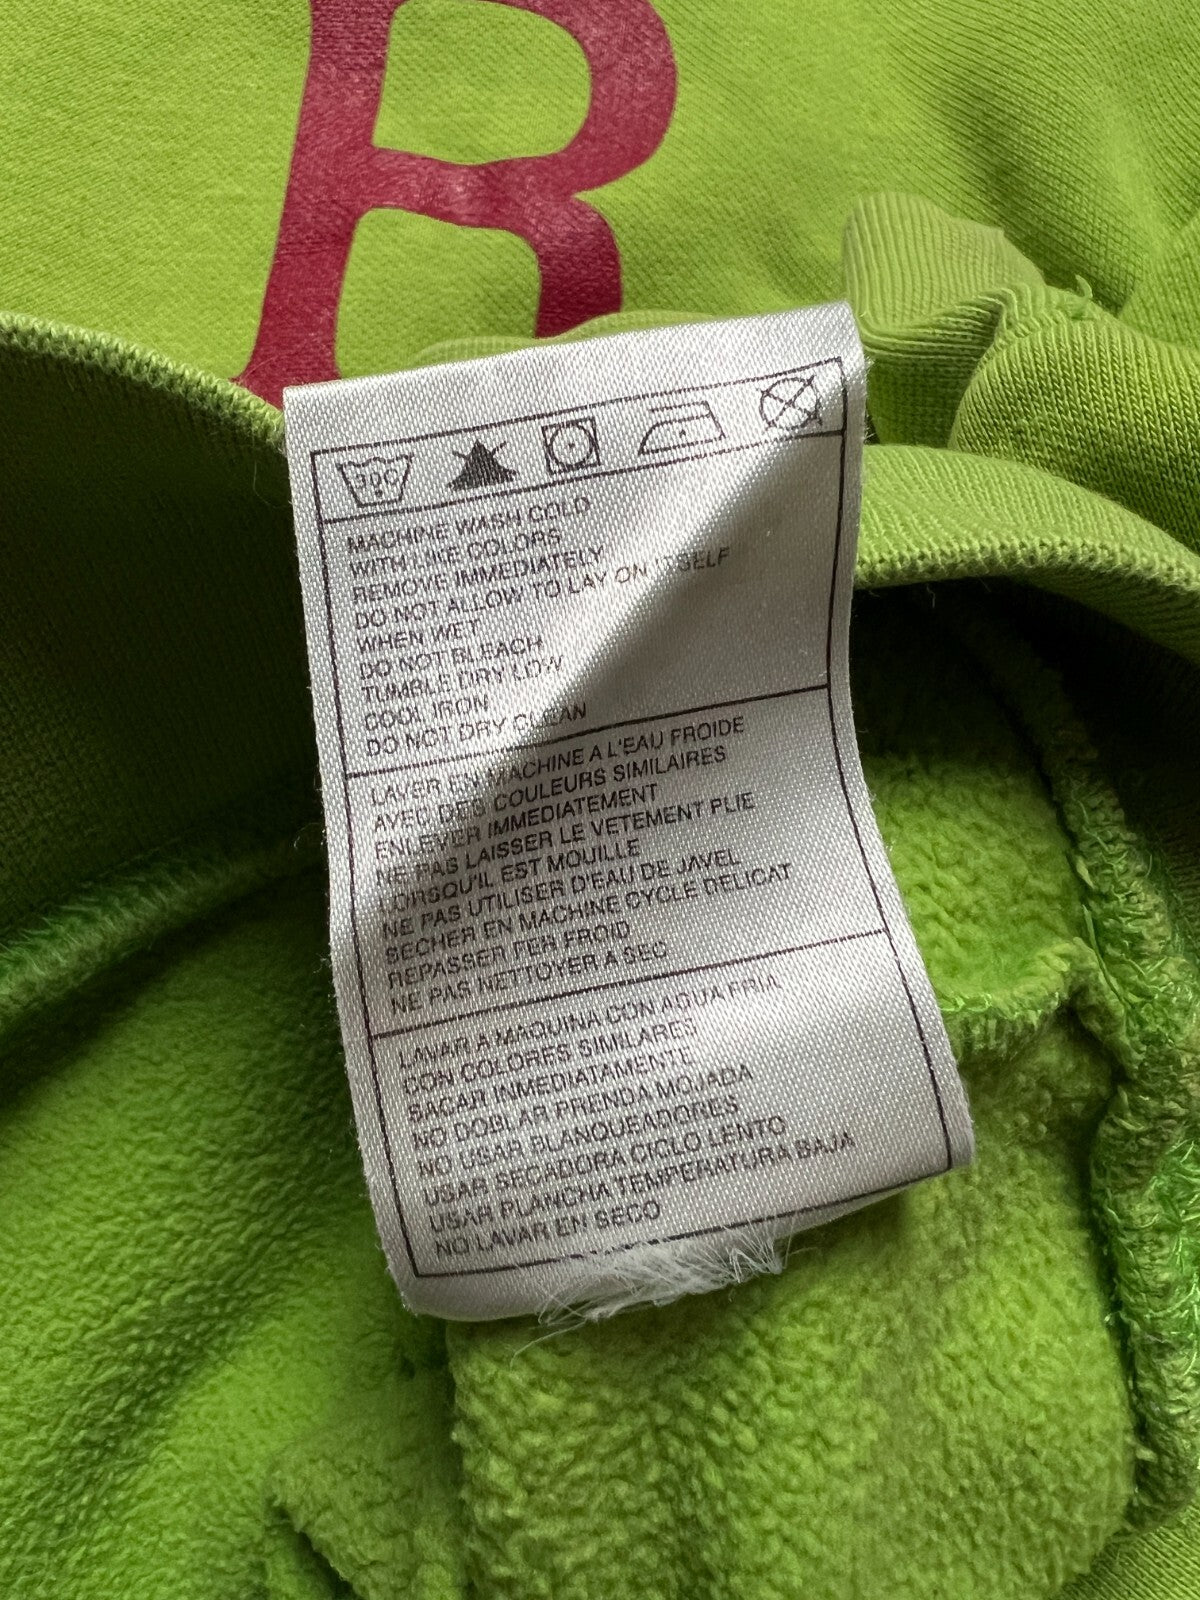 R
30C
MACHINE WASH COLD
WITH LIKE COLORS
REMOVE IMMEDIATELY
DO NOT ALLOW TO LAY ON ITSELF
WHEN WET
DO NOT BLEACH
TUMBLE DRY LOW
COOL IRON
DO NOT DRY CLEAN
LAVER EN MACHINE A L'EAU FROIDE
AVEC DES COULEURS SIMILAIRES
ENLEVER IMMEDIATEMENT
NE PAS LAISSER LE VETEMENT PLIE
LORSQU'IL EST MOUILLE
NE PAS UTILISER D'EAU DE JAVEL
SECHER EN MACHINE CYCLE DELICAT
REPASSER FER FROID
NE PAS NETTOYER A SEC
LAVAR A MAQUINA CON AGUA FRIA
CON COLORES SIMILARES
SACAR INMEDIATAMENTE
NO DOBLAR PRENDA MOJADA
NO USAR BLANQUEADORES
USAR SECADORA CICLO LENTO
USAR PLANCHA TEMPERATURA BAJA
NO LAVAR EN SECO